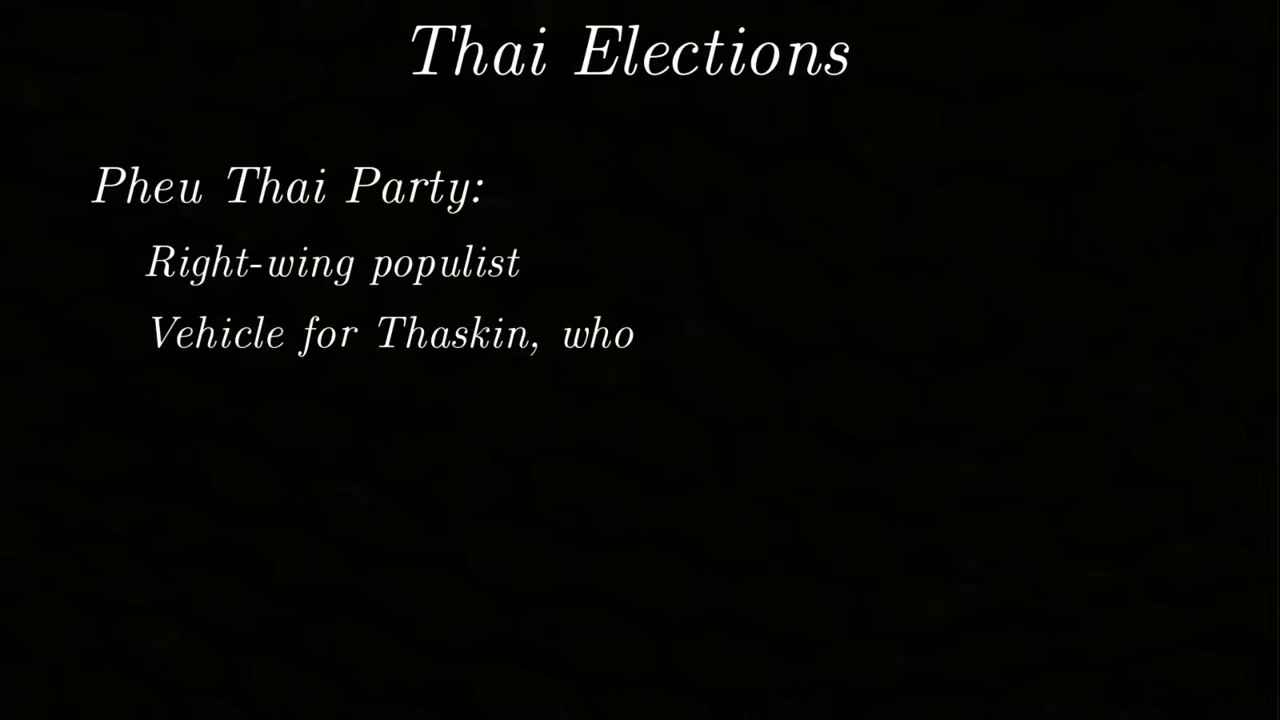 Thai Elections
Pheu Thai Party:
Right-wing populist
Vehicle for Thaskin, who